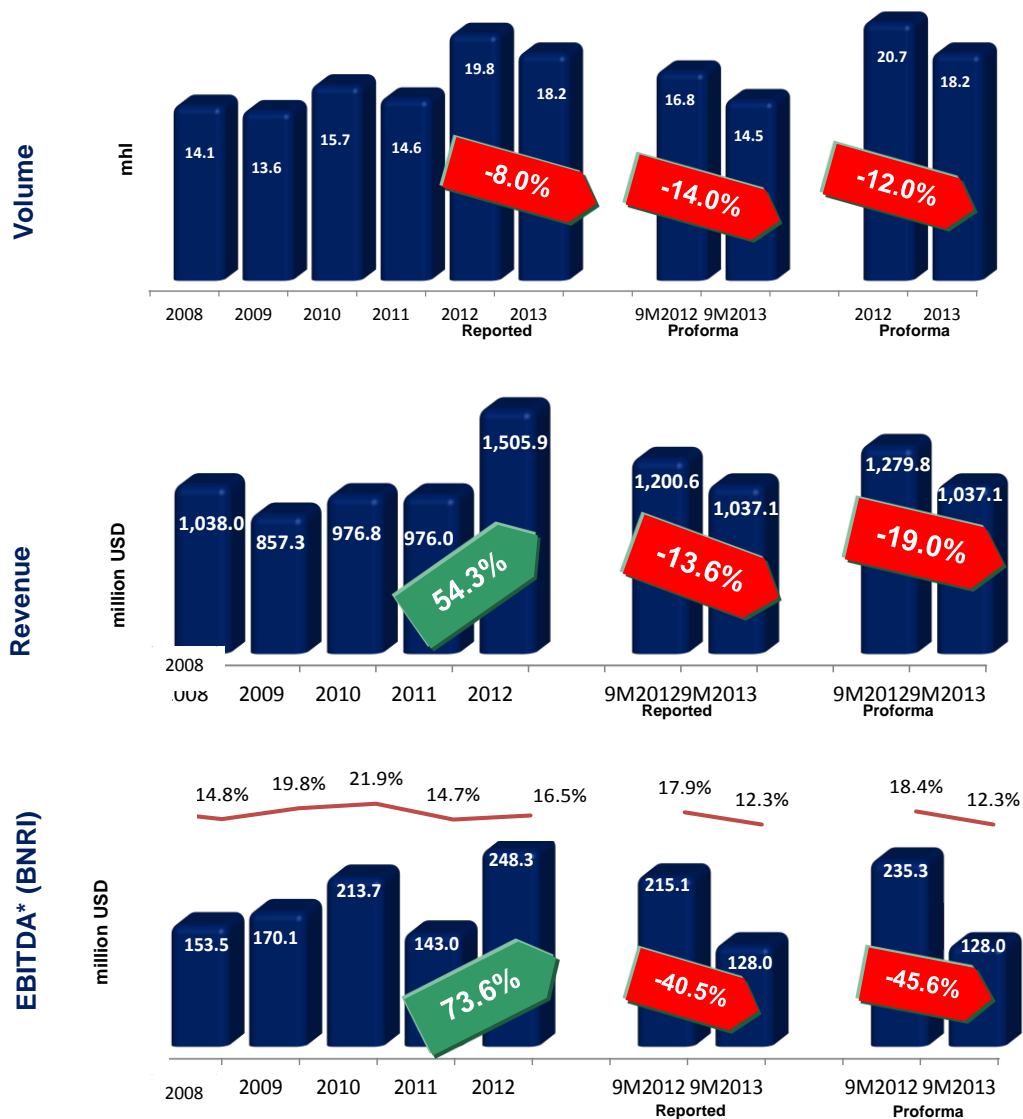 Volume
mhl
14.1
13.6
15.7
14.6
19.8
18.2
-8.0%
16.8
14.5
-14.0%
20.7
18.2
-12.0%
2008 2009 2010 2011 2012 2013 9M2012 9M2013 2012 2013
Reported Proforma Proforma
Revenue
million USD
1,038.0
857.3
976.8
976.0
1,505.9
54.3%
1,200.6
1,037.1
-13.6%
1,279.8
1,037.1
-19.0%
2008
2009 2010 2011 2012 9M2012 9M2013 9M2012 9M2013
Reported Proforma
EBITDA* (BNRI)
million USD
14.8% 19.8% 21.9% 14.7% 16.5% 17.9% 12.3% 18.4% 12.3%
153.5
170.1
213.7
143.0
248.3
73.6%
215.1
128.0
-40.5%
235.3
128.0
-45.6%
2008 2009 2010 2011 2012 9M2012 9M2013 9M2012 9M2013
Reported Proforma